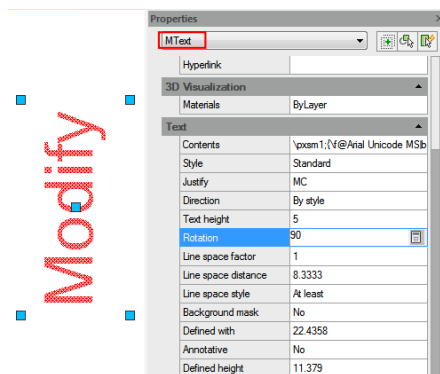 Modify
Properties
MText
Hyperlink
3D Visualization
Materials ByLayer
Text
Contents \pxsm1;{\f@Arial Unicode MS|b
Style Standard
Justify MC
Direction By style
Text height 5
Rotation 90
Line space factor 1
Line space distance 8.3333
Line space style At least
Background mask No
Defined with 22.4358
Annotative No
Defined height 11.379